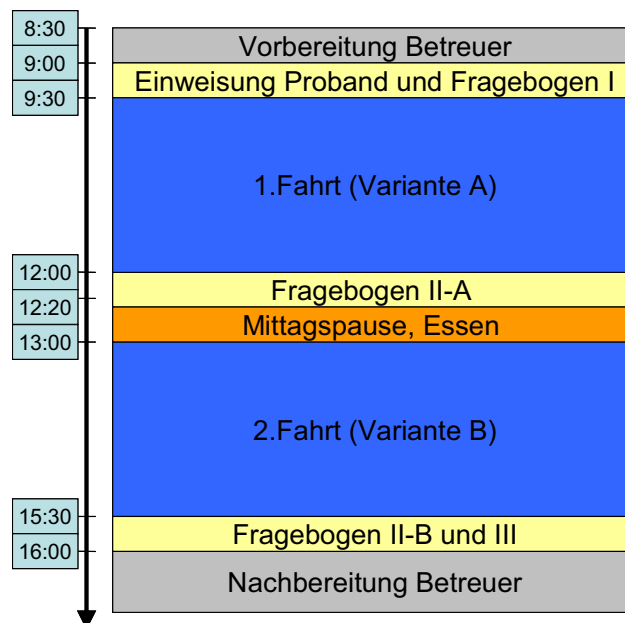 8:30
Vorbereitung Betreuer
9:00
Einweisung Proband und Fragebogen I
9:30
1.Fahrt (Variante A)
12:00
Fragebogen II-A
12:20
Mittagspause, Essen
13:00
2.Fahrt (Variante B)
15:30
Fragebogen II-B und III
16:00
Nachbereitung Betreuer